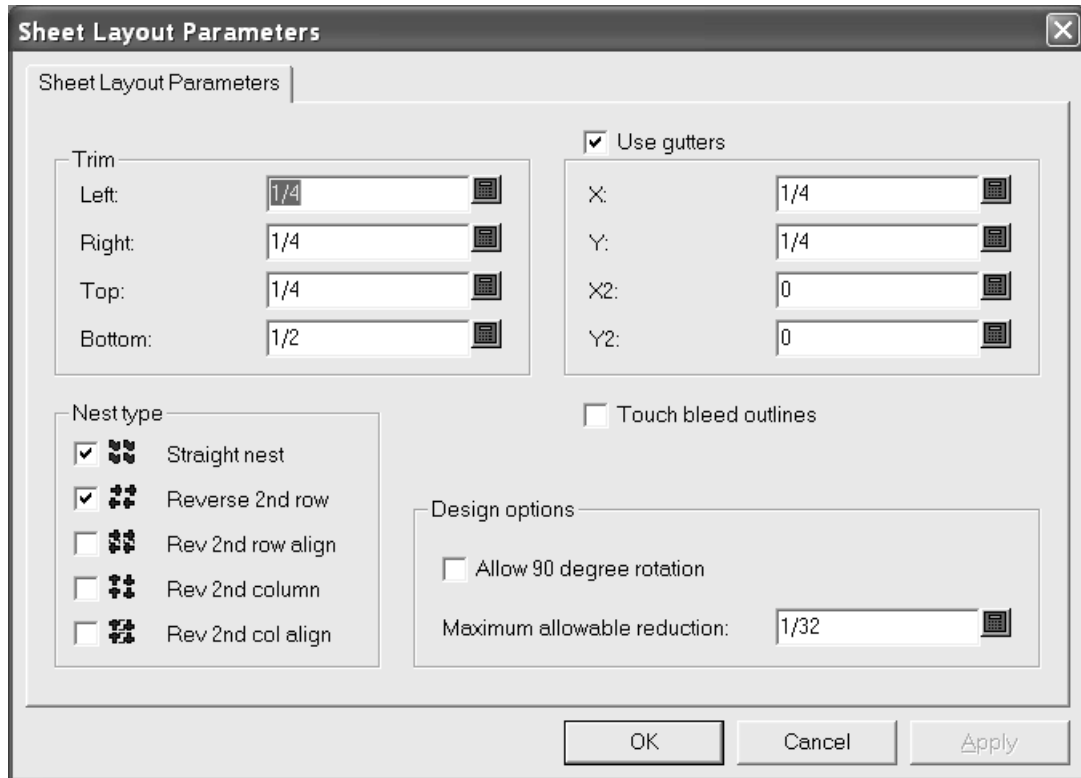 Sheet Layout Parameters
Sheet Layout Parameters
Trim
Left: 1/4
Right: 1/4
Top: 1/4
Bottom: 1/2
Use gutters
X: 1/4
Y: 1/4
X2: 0
Y2: 0
Touch bleed outlines
Nest type
Straight nest
Reverse 2nd row
Rev 2nd row align
Rev 2nd column
Rev 2nd col align
Design options
Allow 90 degree rotation
Maximum allowable reduction: 1/32
OK Cancel Apply